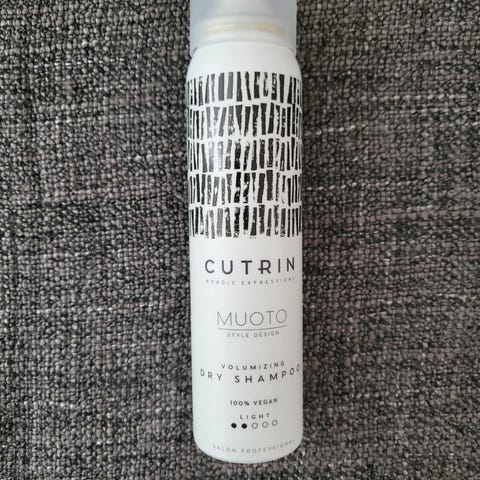 CUTRIN
NORDIC EXPRESSIONS
MUOTO
STYLE DESIGN
VOLUMIZING
DRY SHAMPOO
100% VEGAN
LIGHT
SALON PROFESSIONAL